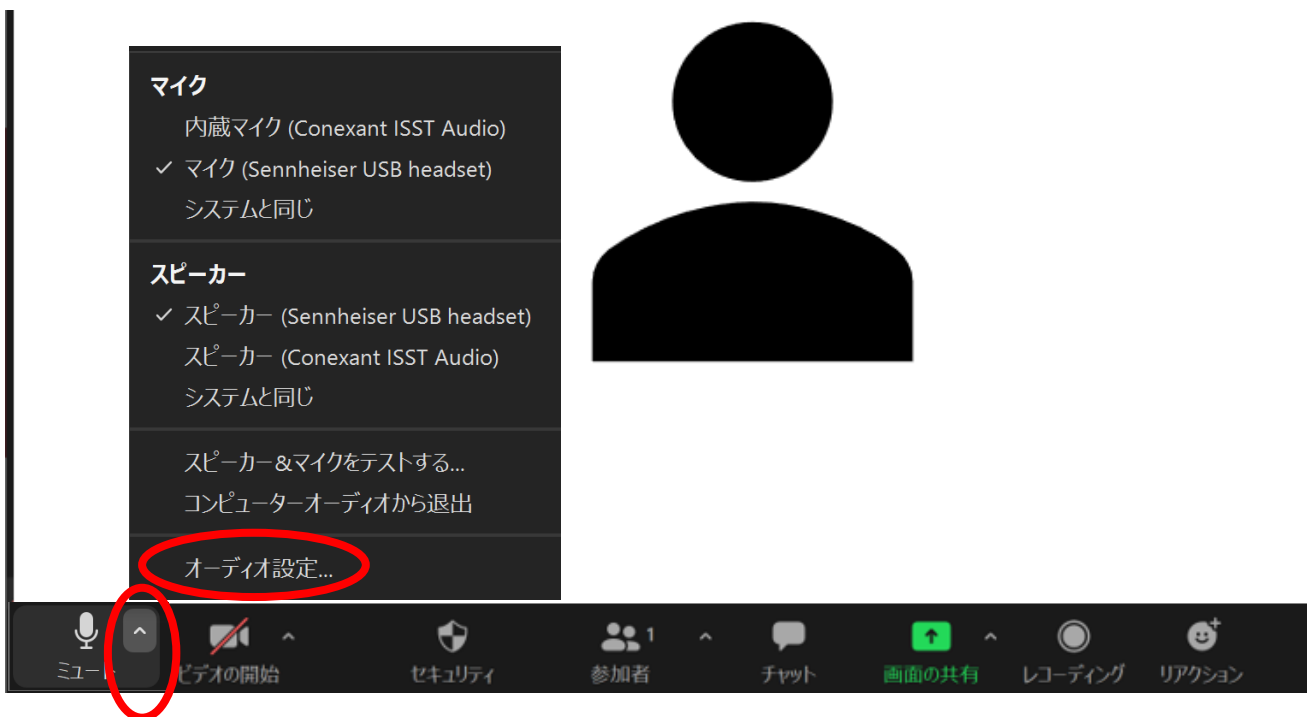 マイク
内蔵マイク (Conexant ISST Audio)
マイク (Sennheiser USB headset)
システムと同じ
スピーカー
スピーカー (Sennheiser USB headset)
スピーカー (Conexant ISST Audio)
システムと同じ
スピーカー&マイクをテストする...
コンピューターオーディオから退出
オーディオ設定...
1
ミュート ビデオの開始 セキュリティ 参加者 チャット 画面の共有 レコーディング リアクション